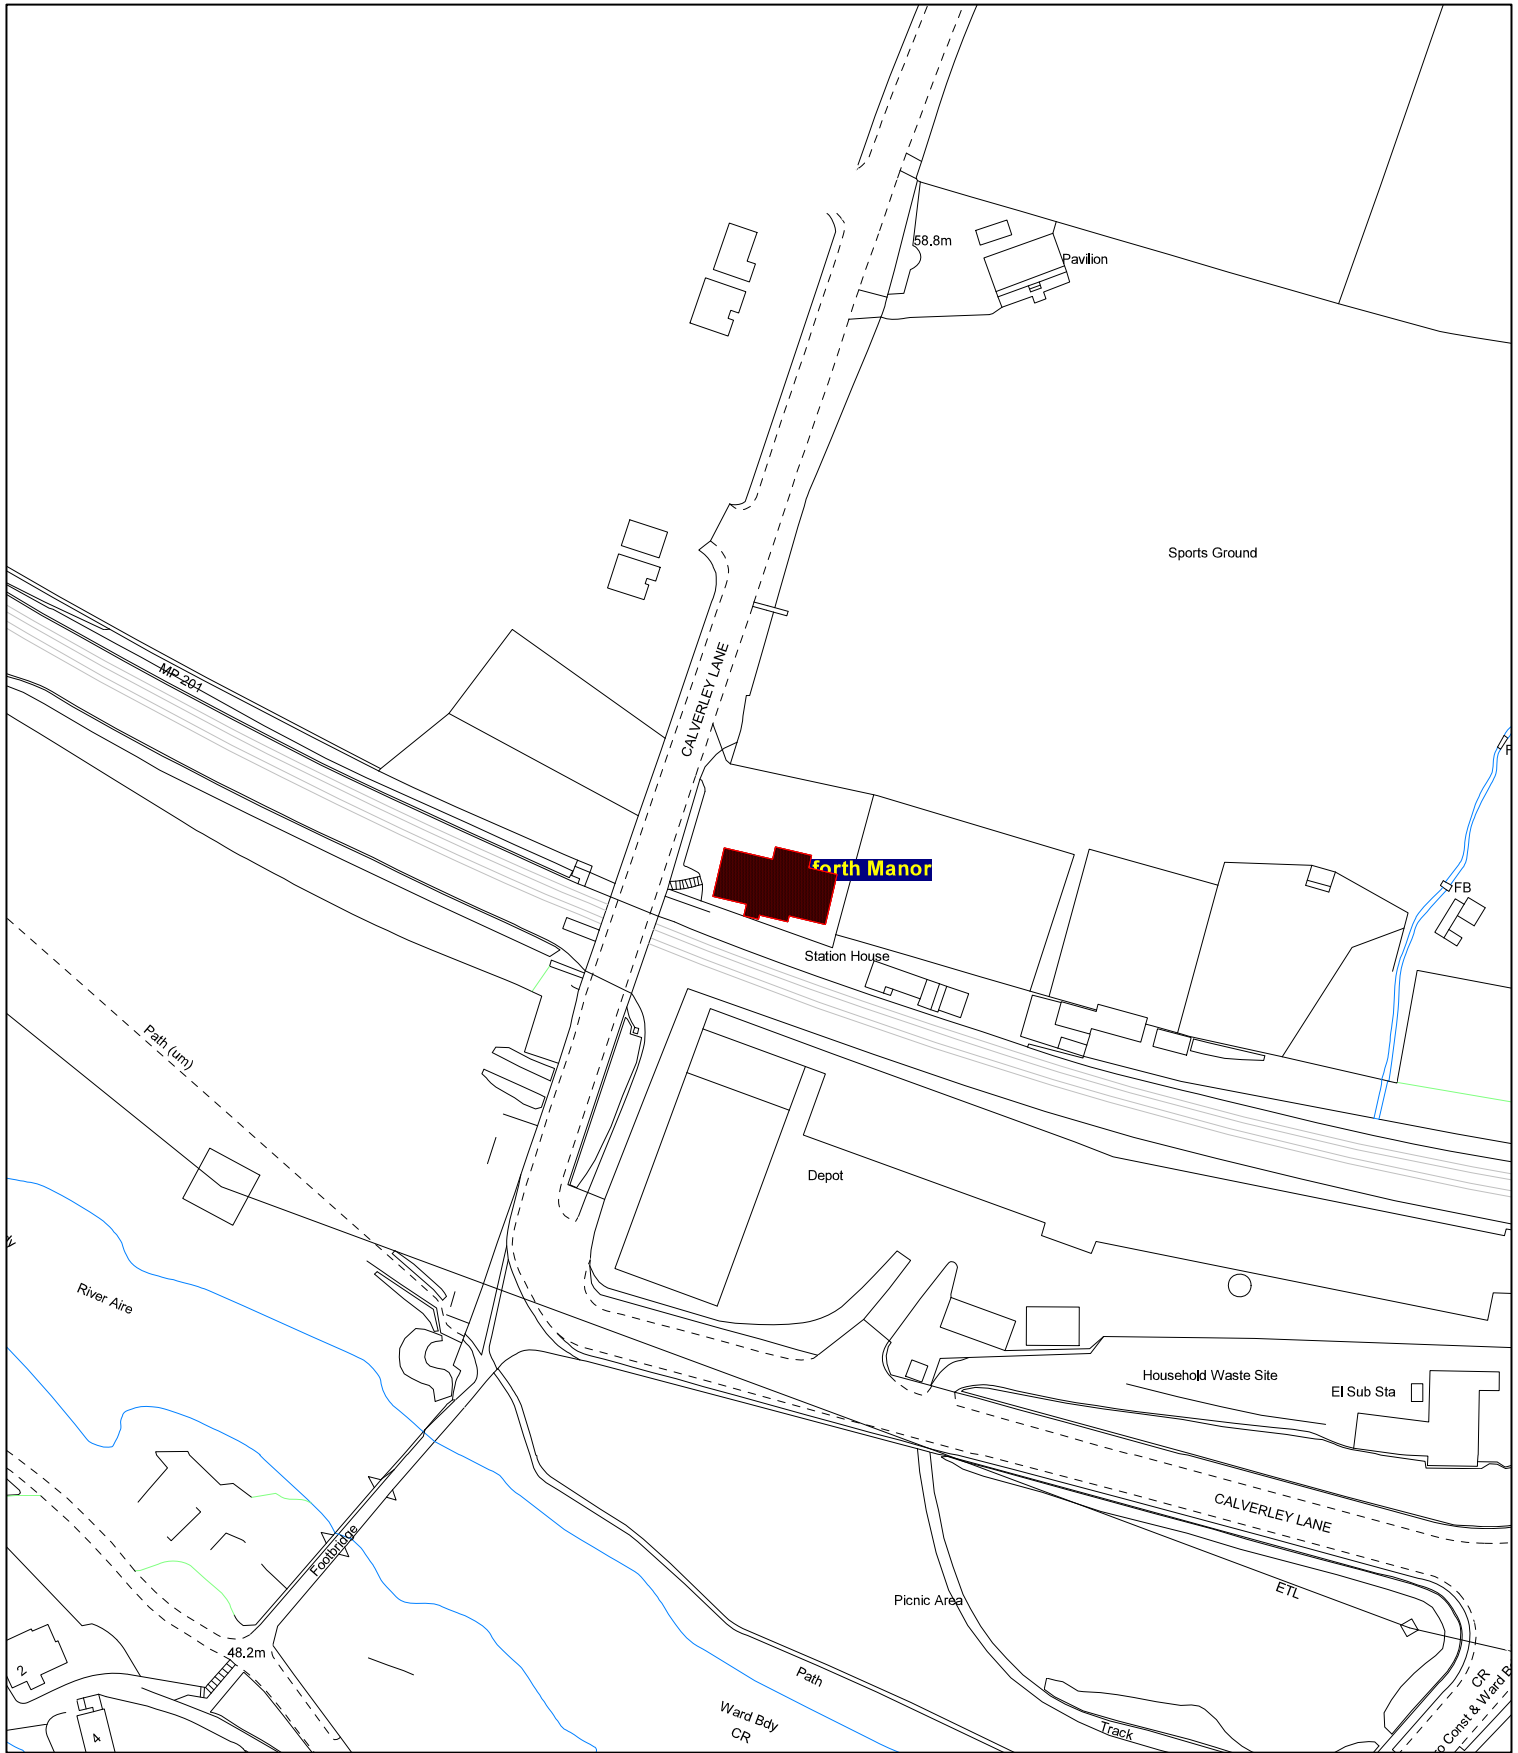 58.8m
Pavilion
Sports Ground
MP 201
CALVERLEY LANE
forth Manor
FB
Station House
Path (um)
Depot
River Aire
Household Waste Site
El Sub Sta
CALVERLEY LANE
Footbridge
ETL
Picnic Area
48.2m
2
Path
CR
Const & Ward B
Ward Bdy
CR
Track
4